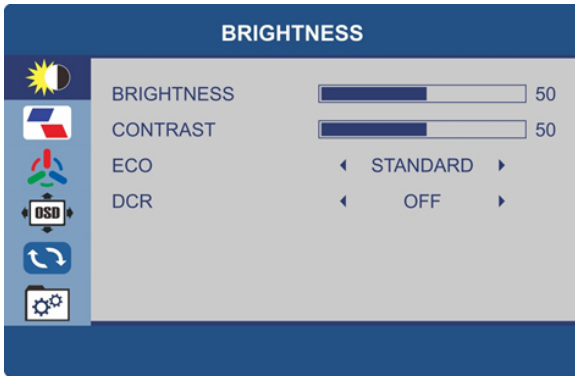 BRIGHTNESS
BRIGHTNESS 50
CONTRAST 50
ECO STANDARD
DCR OFF
OSD